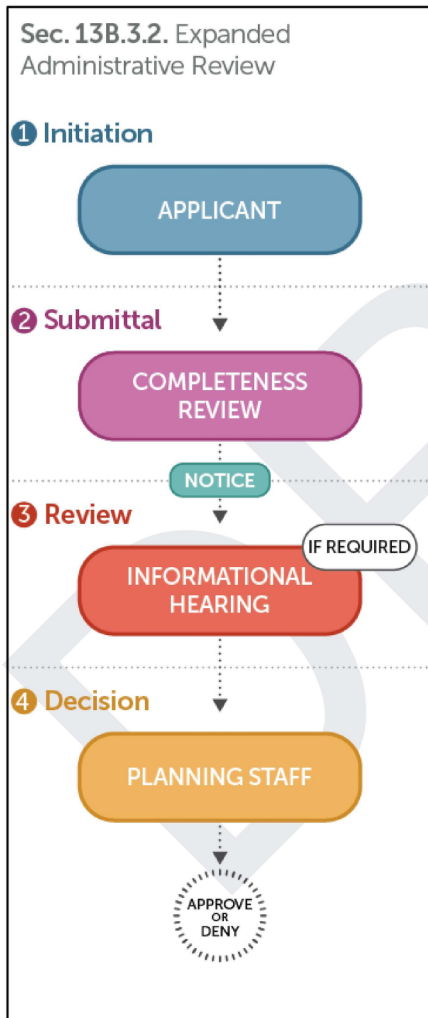 Sec. 13B.3.2. Expanded
Administrative Review
1 Initiation
APPLICANT
2 Submittal
COMPLETENESS
REVIEW
NOTICE
3 Review
IF REQUIRED
INFORMATIONAL
HEARING
4 Decision
PLANNING STAFF
APPROVE
OR
DENY